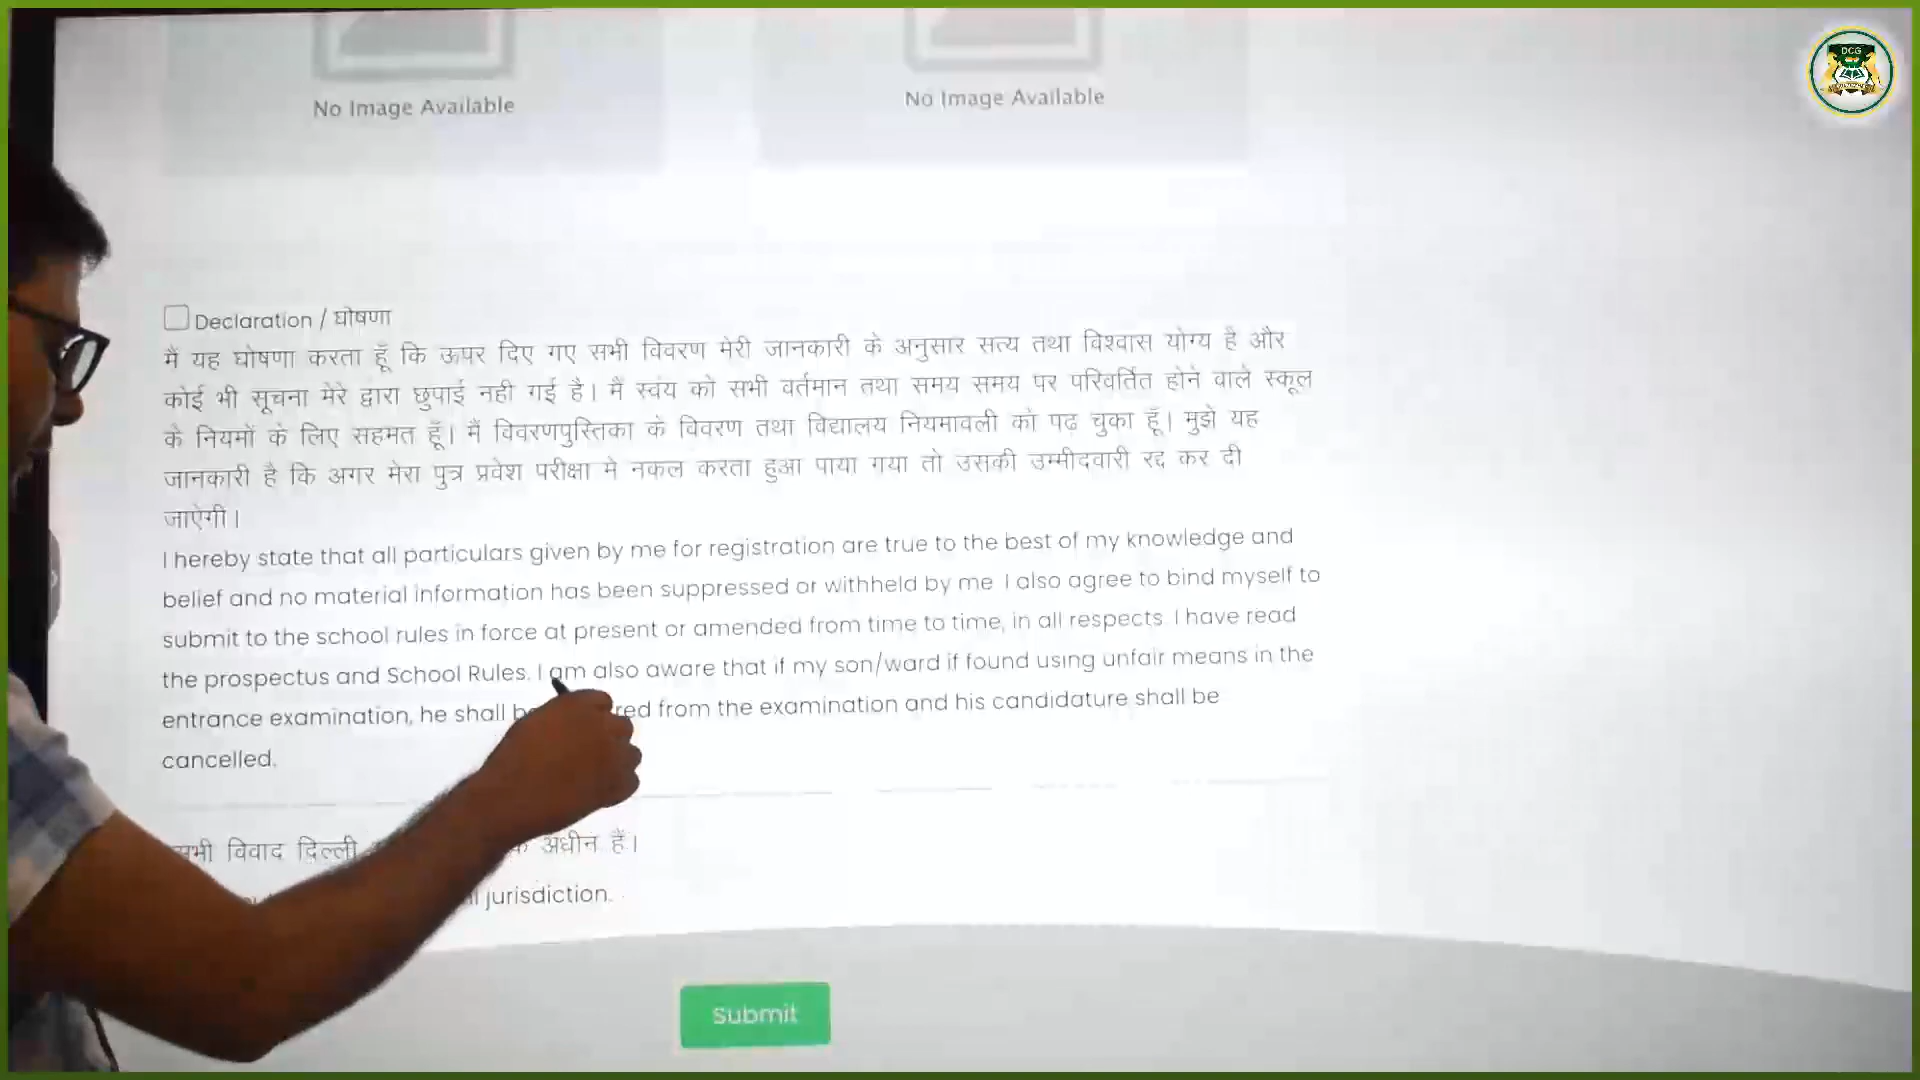 No Image Available
No Image Available
DCG
Declaration / घोषणा
मैं यह घोषणा करता हूँ कि ऊपर दिए गए सभी विवरण मेरी जानकारी के अनुसार सत्य तथा विश्वास योग्य है और
कोई भी सूचना मेरे द्वारा छुपाई नही गई है। मैं स्वंय को सभी वर्तमान तथा समय समय पर परिवर्तित होने वाले स्कूल
के नियमों के लिए सहमत हूँ। मैं विवरणपुस्तिका के विवरण तथा विद्यालय नियमावली को पढ़ चुका हूँ। मुझे यह
जानकारी है कि अगर मेरा पुत्र प्रवेश परीक्षा मे नकल करता हुआ पाया गया तो उसकी उम्मीदवारी रद्द कर दी
जाऐगी।
I hereby state that all particulars given by me for registration are true to the best of my knowledge and
belief and no material information has been suppressed or withheld by me I also agree to bind myself to
submit to the school rules in force at present or amended from time to time, in all respects. I have read
the prospectus and School Rules. I am also aware that if my son/ward if found using unfair means in the
entrance examination, he shall from the examination and his candidature shall be
cancelled.
सभी विवाद दिल्ली अधीन हैं।
jurisdiction.
Submit